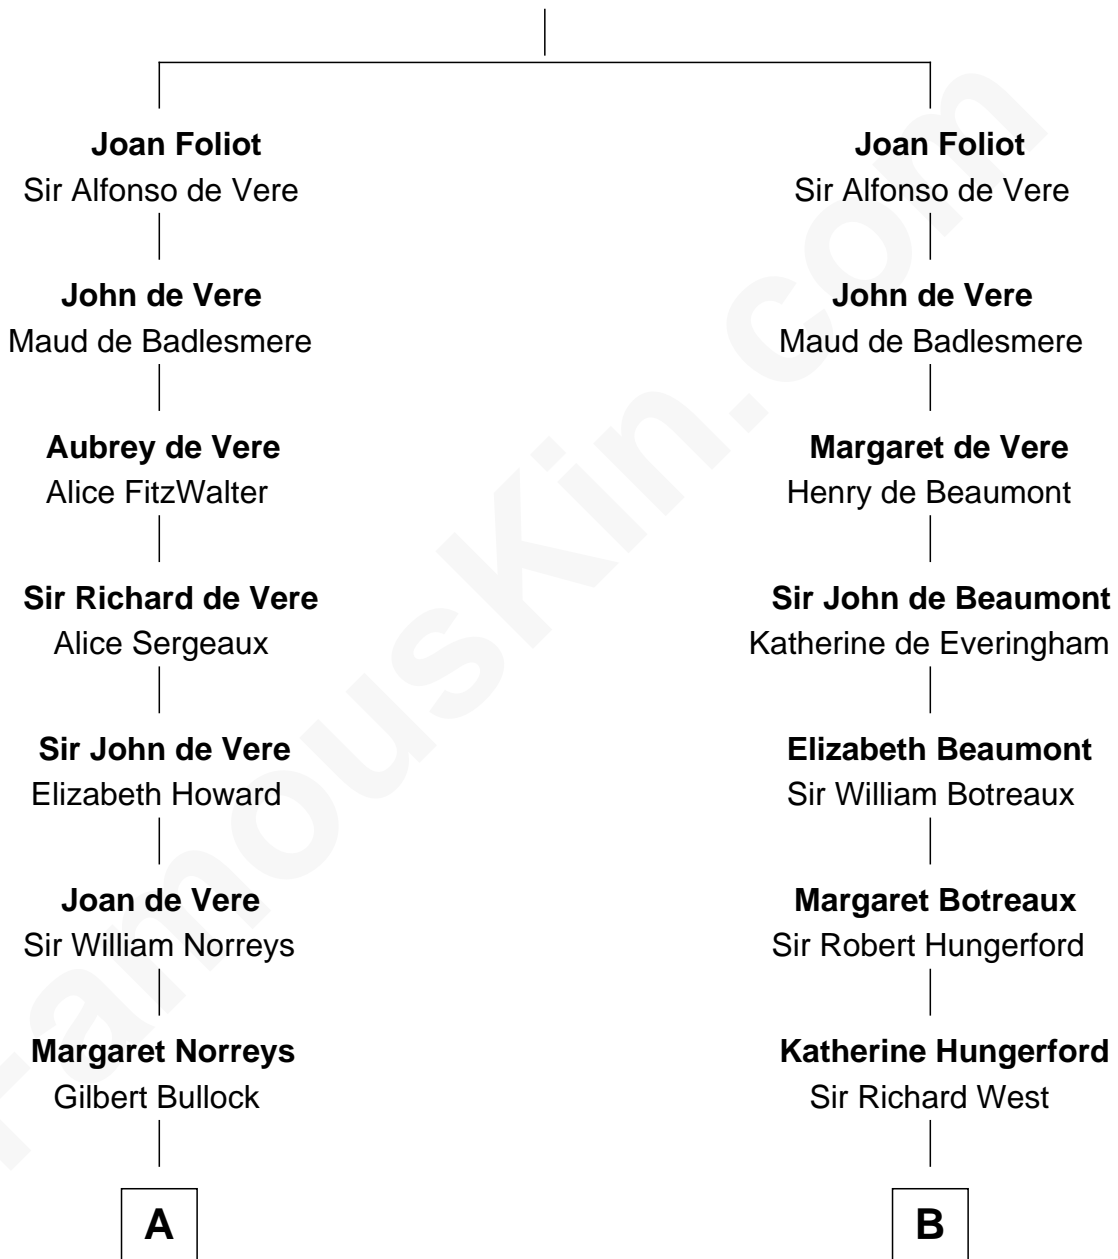 Joan Foliot
Sir Alfonso de Vere
John de Vere
Maud de Badlesmere
Aubrey de Vere
Alice FitzWalter
Sir Richard de Vere
Alice Sergeaux
Sir John de Vere
Elizabeth Howard
Joan de Vere
Sir William Norreys
Margaret Norreys
Gilbert Bullock
A
Joan Foliot
Sir Alfonso de Vere
John de Vere
Maud de Badlesmere
Margaret de Vere
Henry de Beaumont
Sir John de Beaumont
Katherine de Everingham
Elizabeth Beaumont
Sir William Botreaux
Margaret Botreaux
Sir Robert Hungerford
Katherine Hungerford
Sir Richard West
B
FamousKin.com